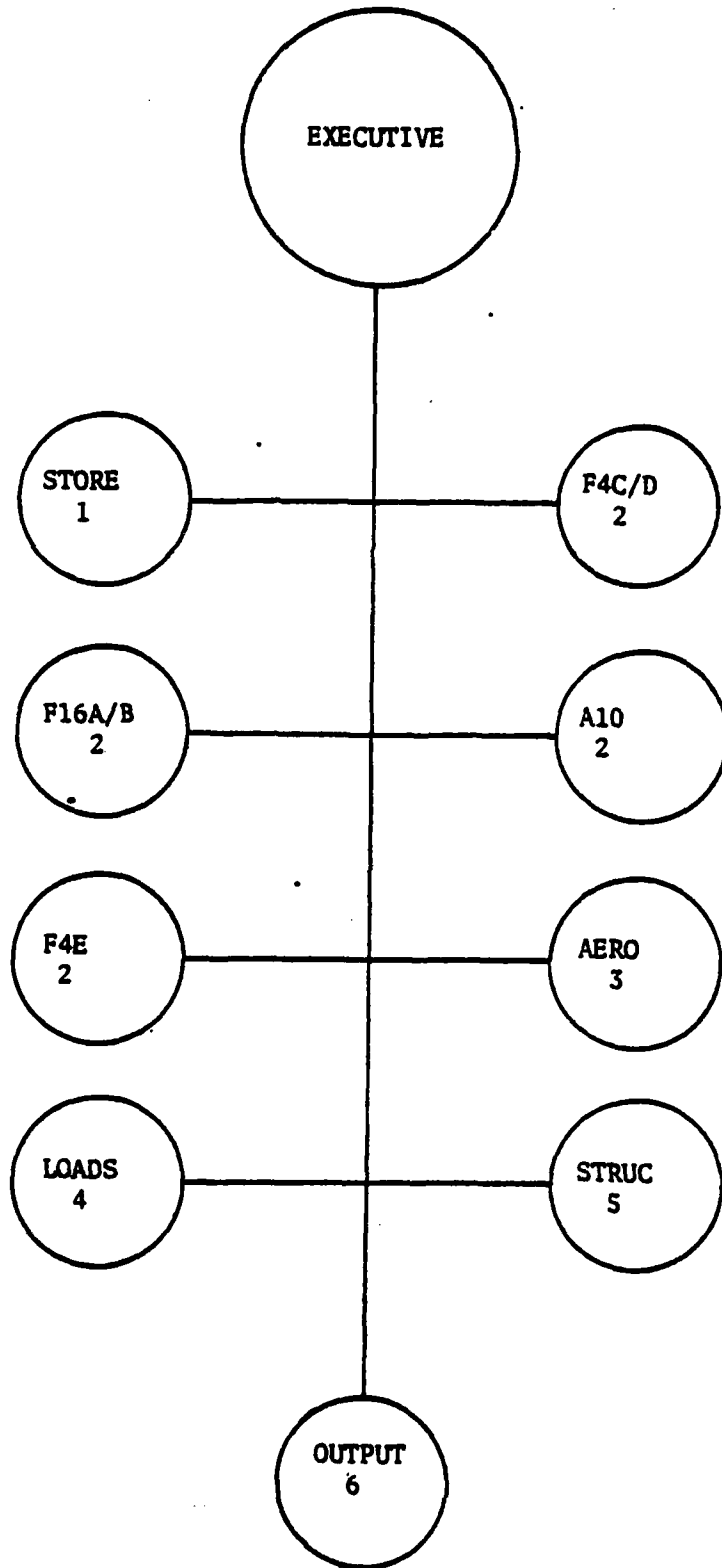 EXECUTIVE
STORE
1
F4C/D
2
F16A/B
2
A10
2
F4E
2
AERO
3
LOADS
4
STRUC
5
OUTPUT
6